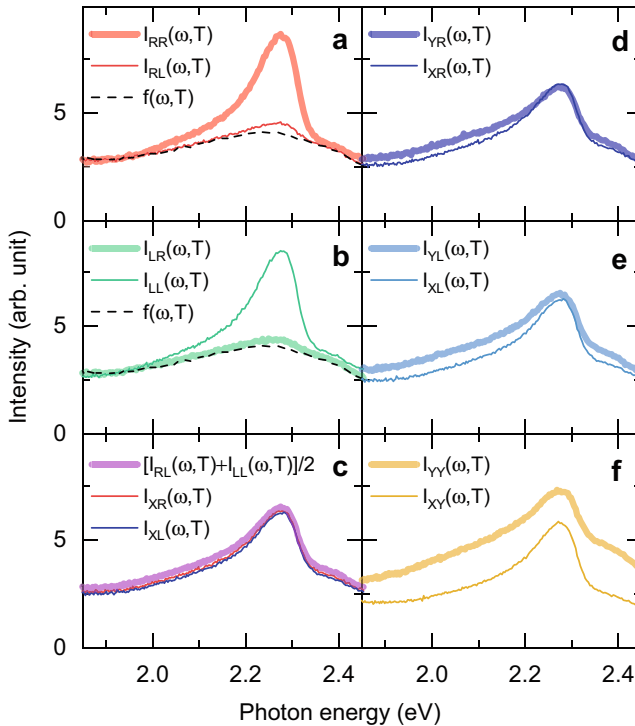 a
I_RR(ω,T)
I_RL(ω,T)
f(ω,T)
d
I_YR(ω,T)
I_XR(ω,T)
b
I_LR(ω,T)
I_LL(ω,T)
f(ω,T)
e
I_YL(ω,T)
I_XL(ω,T)
c
[I_RL(ω,T)+I_LL(ω,T)]/2
I_XR(ω,T)
I_XL(ω,T)
f
I_YY(ω,T)
I_XY(ω,T)
5
0
5
0
5
0
Intensity (arb. unit)
2.0 2.2 2.4 2.0 2.2 2.4
Photon energy (eV)